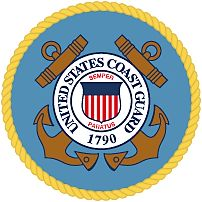 UNITED STATES COAST GUARD
SEMPER
PARATUS
1790